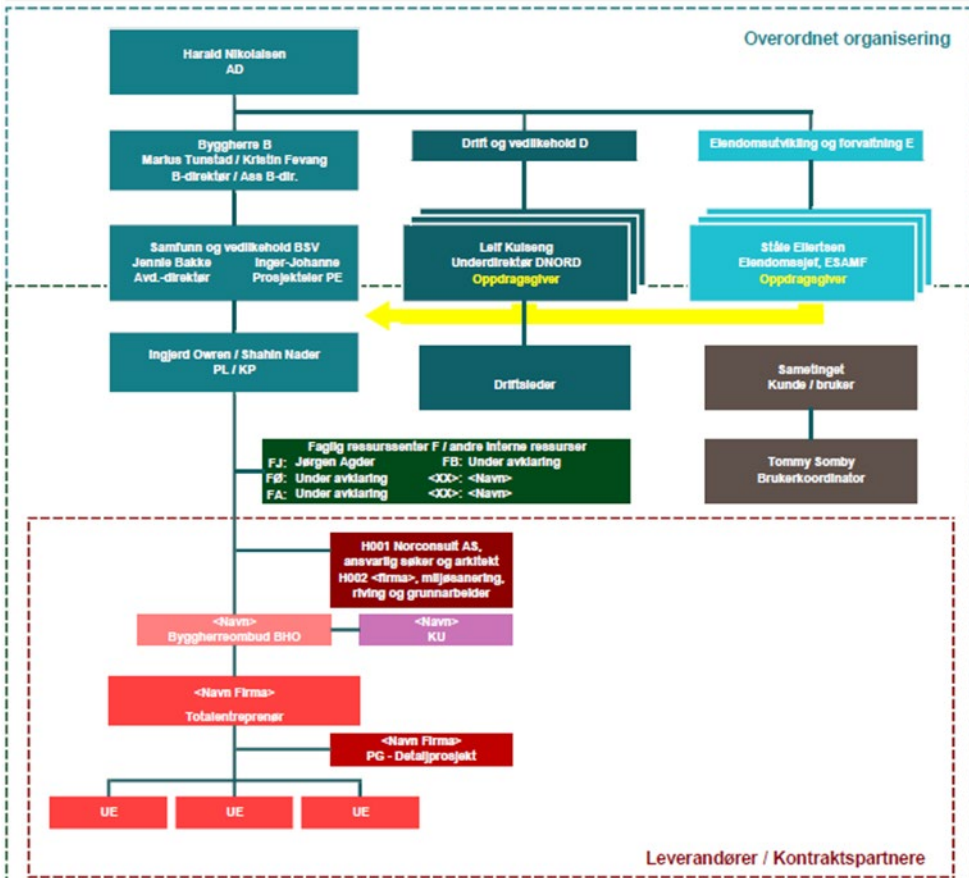 Overordnet organisering
Harald Nikolaisen
AD
Byggherre B
Marius Tunstad / Kristin Fevang
B-direktør / Ass B-dir.
Drift og vedlikehold D
Eiendomsutvikling og forvaltning E
Samfunn og vedlikehold BSV
Jennie Bakke Inger-Johanne
Avd.-direktør Prosjekteier PE
Leif Kulseng
Underdirektør DNORD
Oppdragsgiver
Ståle Eilertsen
Eiendomssjef, ESAMF
Oppdragsgiver
Ingjerd Owren / Shahin Nader
PL / KP
Driftsleder
Sametinget
Kunde / bruker
Faglig ressurssenter F / andre interne ressurser
FJ: Jørgen Agder FB: Under avklaring
FØ: Under avklaring <XX>: <Navn>
FA: Under avklaring <XX>: <Navn>
Tommy Somby
Brukerkoordinator
H001 Norconsult AS,
ansvarlig søker og arkitekt
H002 <firma>, miljøsanering,
riving og grunnarbeider
<Navn>
Byggherreombud BHO
<Navn>
KU
<Navn Firma>
Totalentreprenør
<Navn Firma>
PG - Detaljprosjekt
UE UE UE
Leverandører / Kontraktspartnere